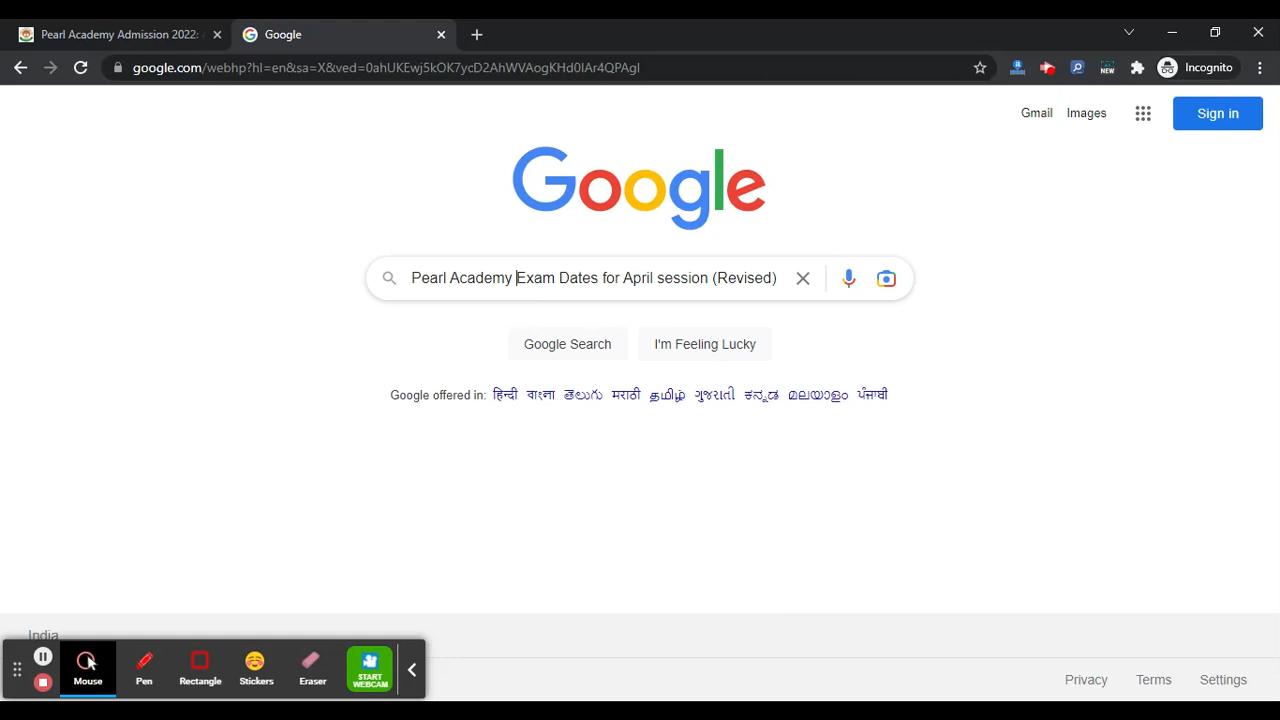 Pearl Academy Admission 2022:
Google
google.com/webhp?hl=en&sa=X&ved=0ahUKEwj5kOK7ycD2AhWVAogKHd0lAr4QPAgI
NEW
Incognito
Gmail Images
Sign in
Google
Pearl Academy Exam Dates for April session (Revised)
Google Search
I'm Feeling Lucky
Google offered in: हिन्दी বাংলা తెలుగు मराठी தமிழ் ગુજરાતી ಕನ್ನಡ മലയാളം ਪੰਜਾਬੀ
India
Mouse
Pen
Rectangle
Stickers
Eraser
START WEBCAM
Privacy Terms Settings